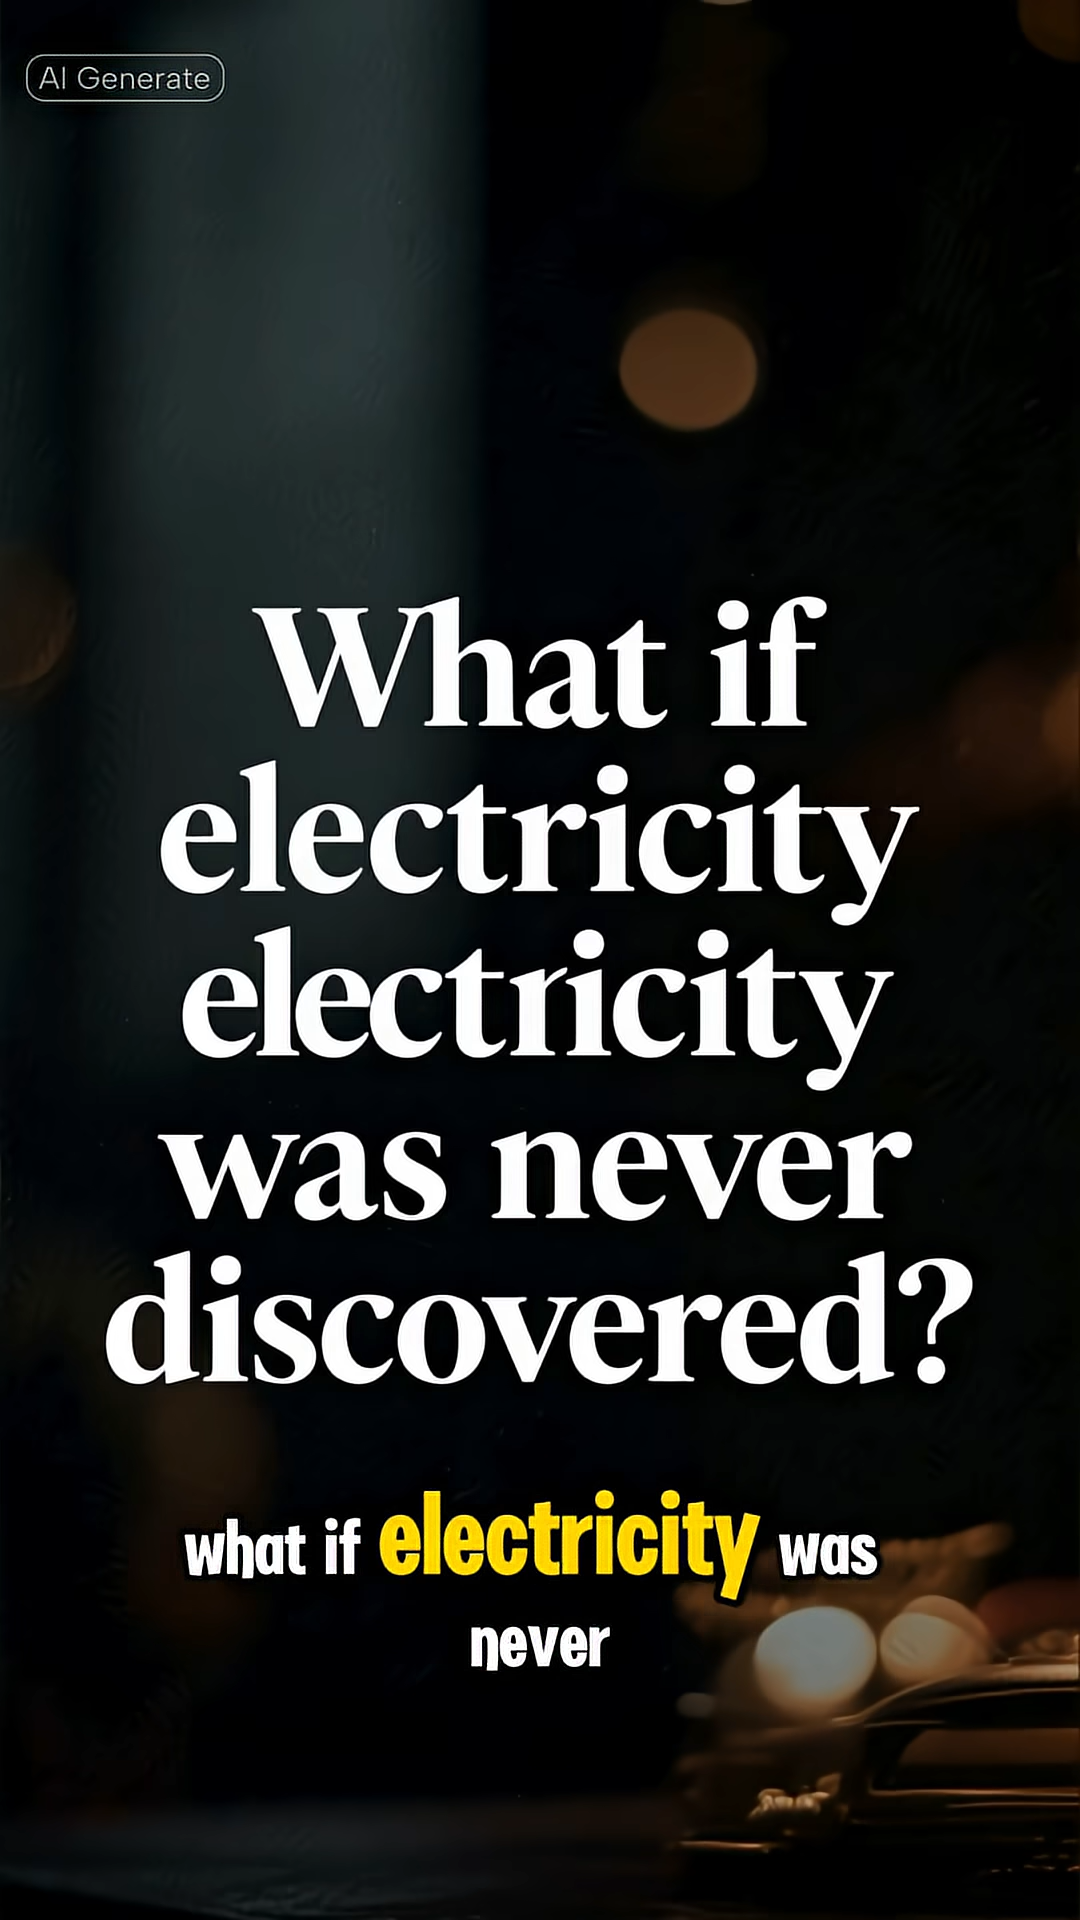 AI Generate
What if
electricity
electricity
was never
discovered?
what if electricity was
never